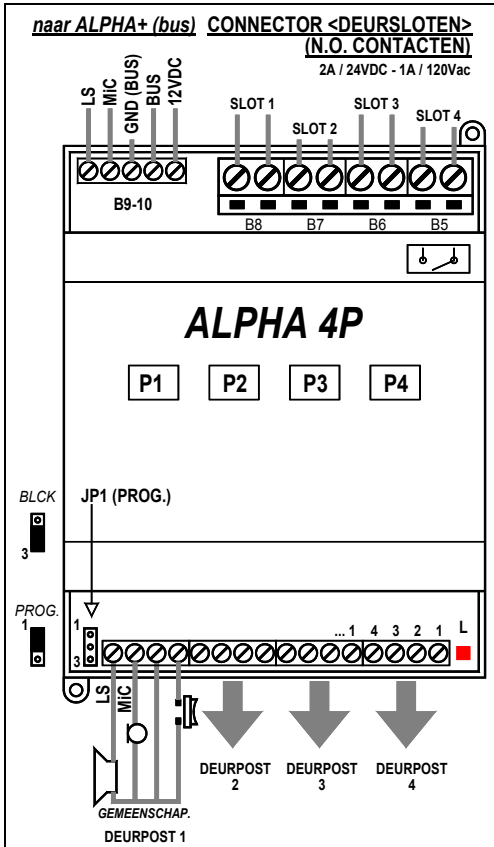 naar ALPHA+ (bus) CONNECTOR <DEURSLOTEN>
(N.O. CONTACTEN)
2A / 24VDC - 1A / 120Vac
LS
MiC
GND (BUS)
BUS
12VDC
SLOT 1
SLOT 2
SLOT 3
SLOT 4
B9-10
B8 B7 B6 B5
ALPHA 4P
P1 P2 P3 P4
BLCK
3
JP1 (PROG.)
PROG.
1
1
3
... 1 4 3 2 1 L
LS
MiC
GEMEENSCHAP.
DEURPOST 1
DEURPOST
2
DEURPOST
3
DEURPOST
4